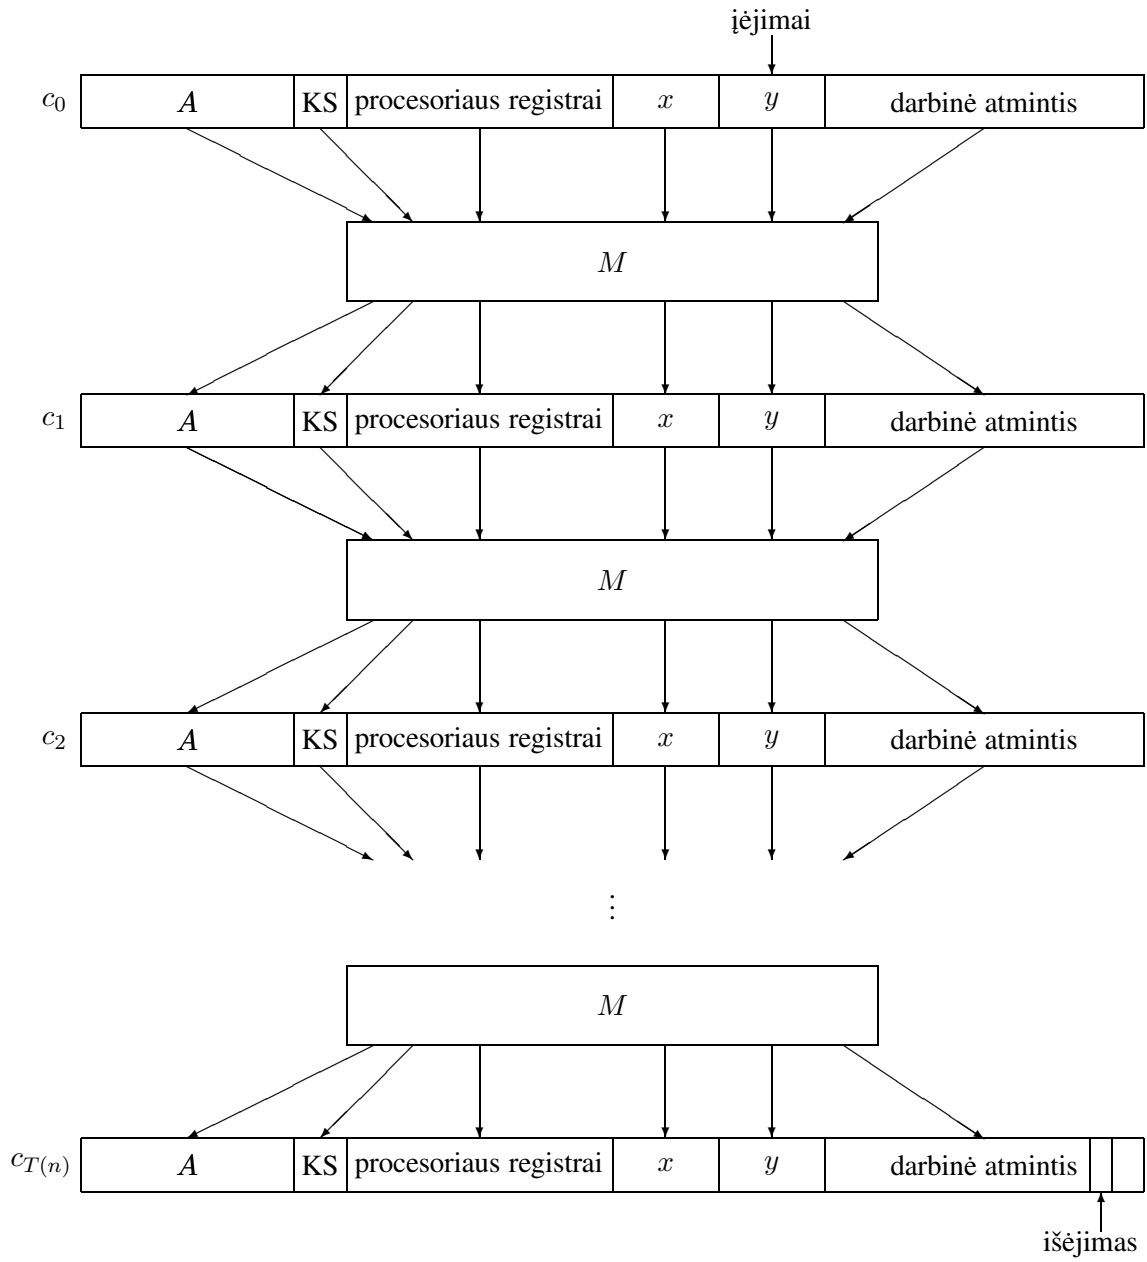 įėjimai
c₀ A KS procesoriaus registrai x y darbinė atmintis
M
c₁ A KS procesoriaus registrai x y darbinė atmintis
M
c₂ A KS procesoriaus registrai x y darbinė atmintis
⋮
M
c_{T(n)} A KS procesoriaus registrai x y darbinė atmintis
išėjimas